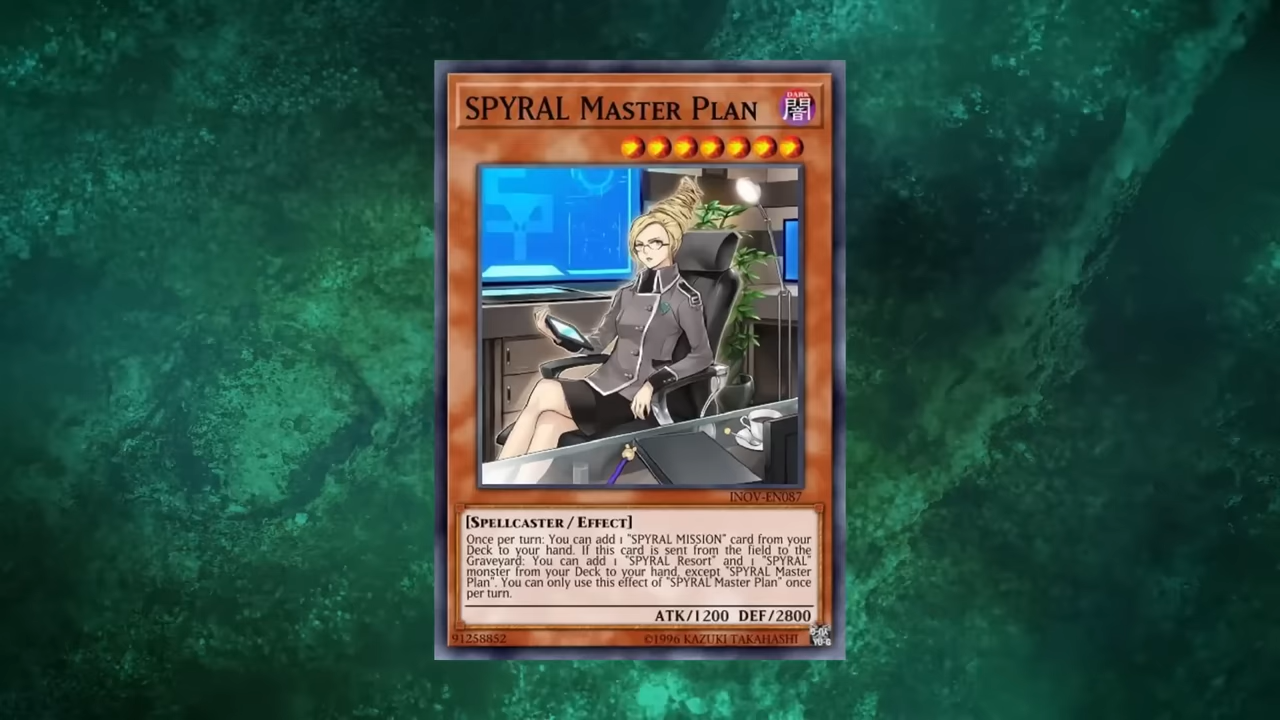 SPYRAL Master Plan
DARK
闇
INOV-EN087
[Spellcaster / Effect]
Once per turn: You can add 1 "SPYRAL MISSION" card from your
Deck to your hand. If this card is sent from the field to the
Graveyard: You can add 1 "SPYRAL Resort" and 1 "SPYRAL"
monster from your Deck to your hand, except "SPYRAL Master
Plan". You can only use this effect of "SPYRAL Master Plan" once
per turn.
ATK/1200 DEF/2800
91258852
©1996 KAZUKI TAKAHASHI